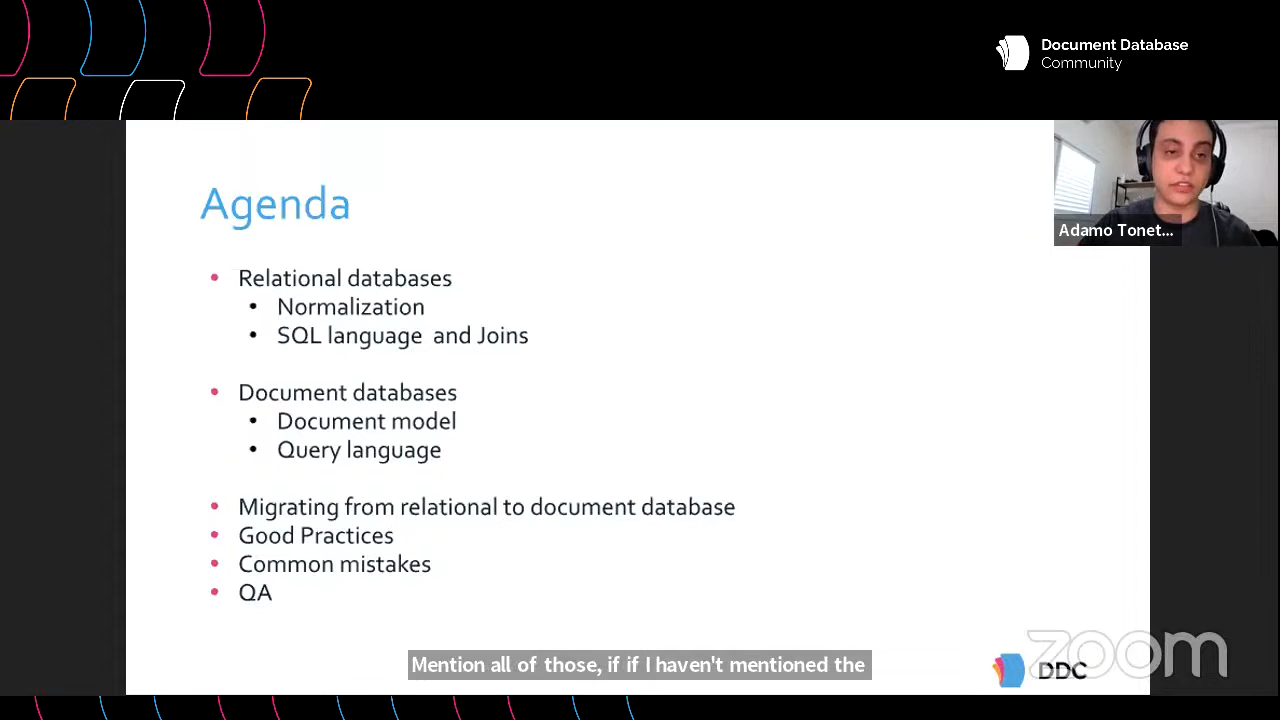 Document Database
Community
Agenda
Adamo Tonet...
• Relational databases
• Normalization
• SQL language and Joins
• Document databases
• Document model
• Query language
• Migrating from relational to document database
• Good Practices
• Common mistakes
• QA
Mention all of those, if if I haven't mentioned the
zoom
DDC